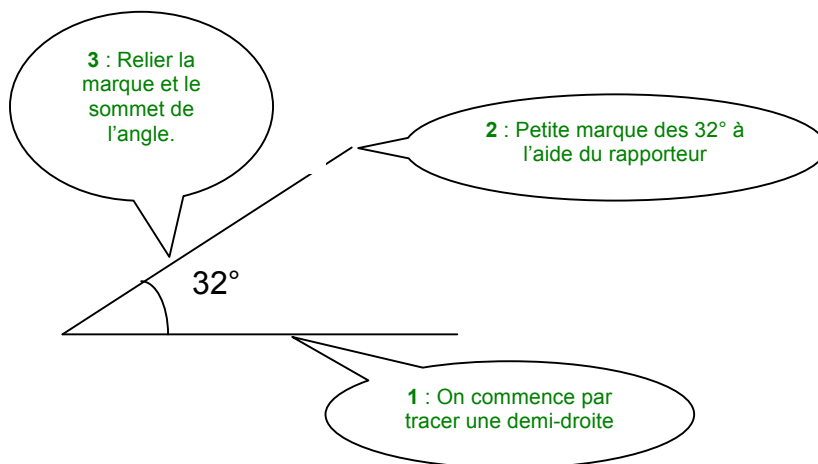 3 : Relier la
marque et le
sommet de
l'angle.
2 : Petite marque des 32° à
l'aide du rapporteur
32°
1 : On commence par
tracer une demi-droite